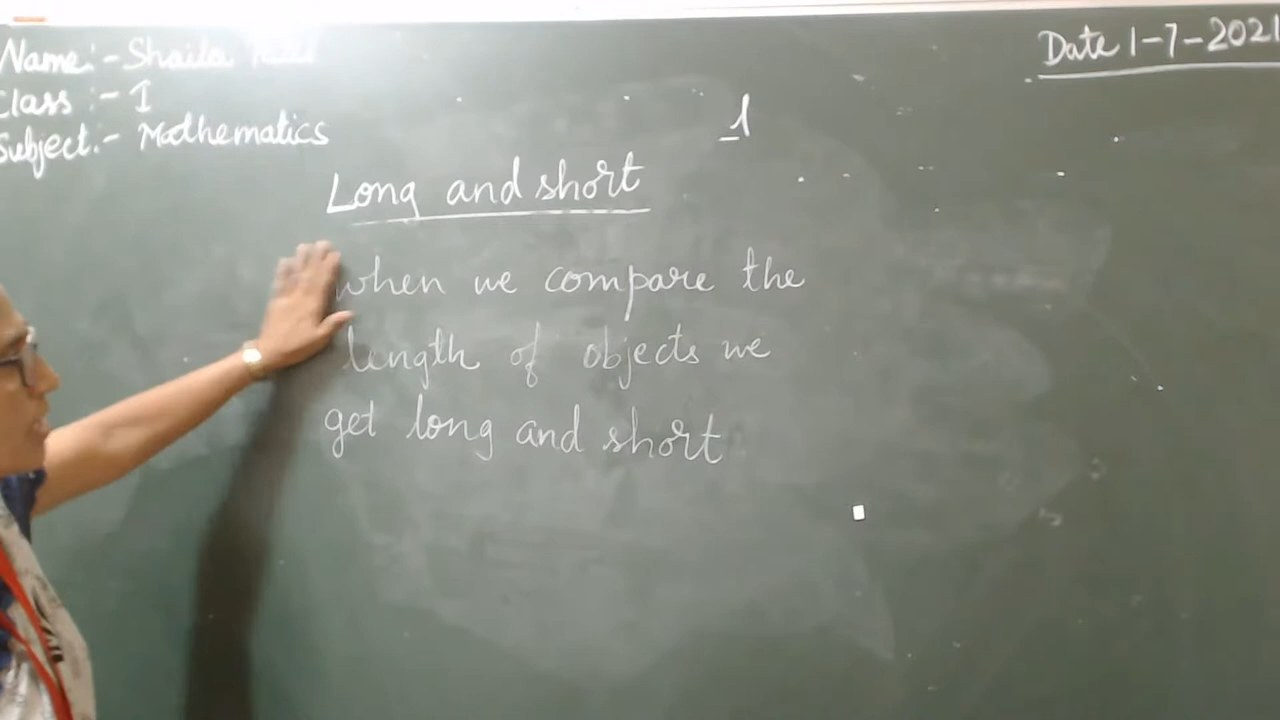 Name:- Shaila
Date 1-7-2021
Class :- I
Subject:- Mathematics
1
Long and short
when we compare the
length of objects we
get long and short